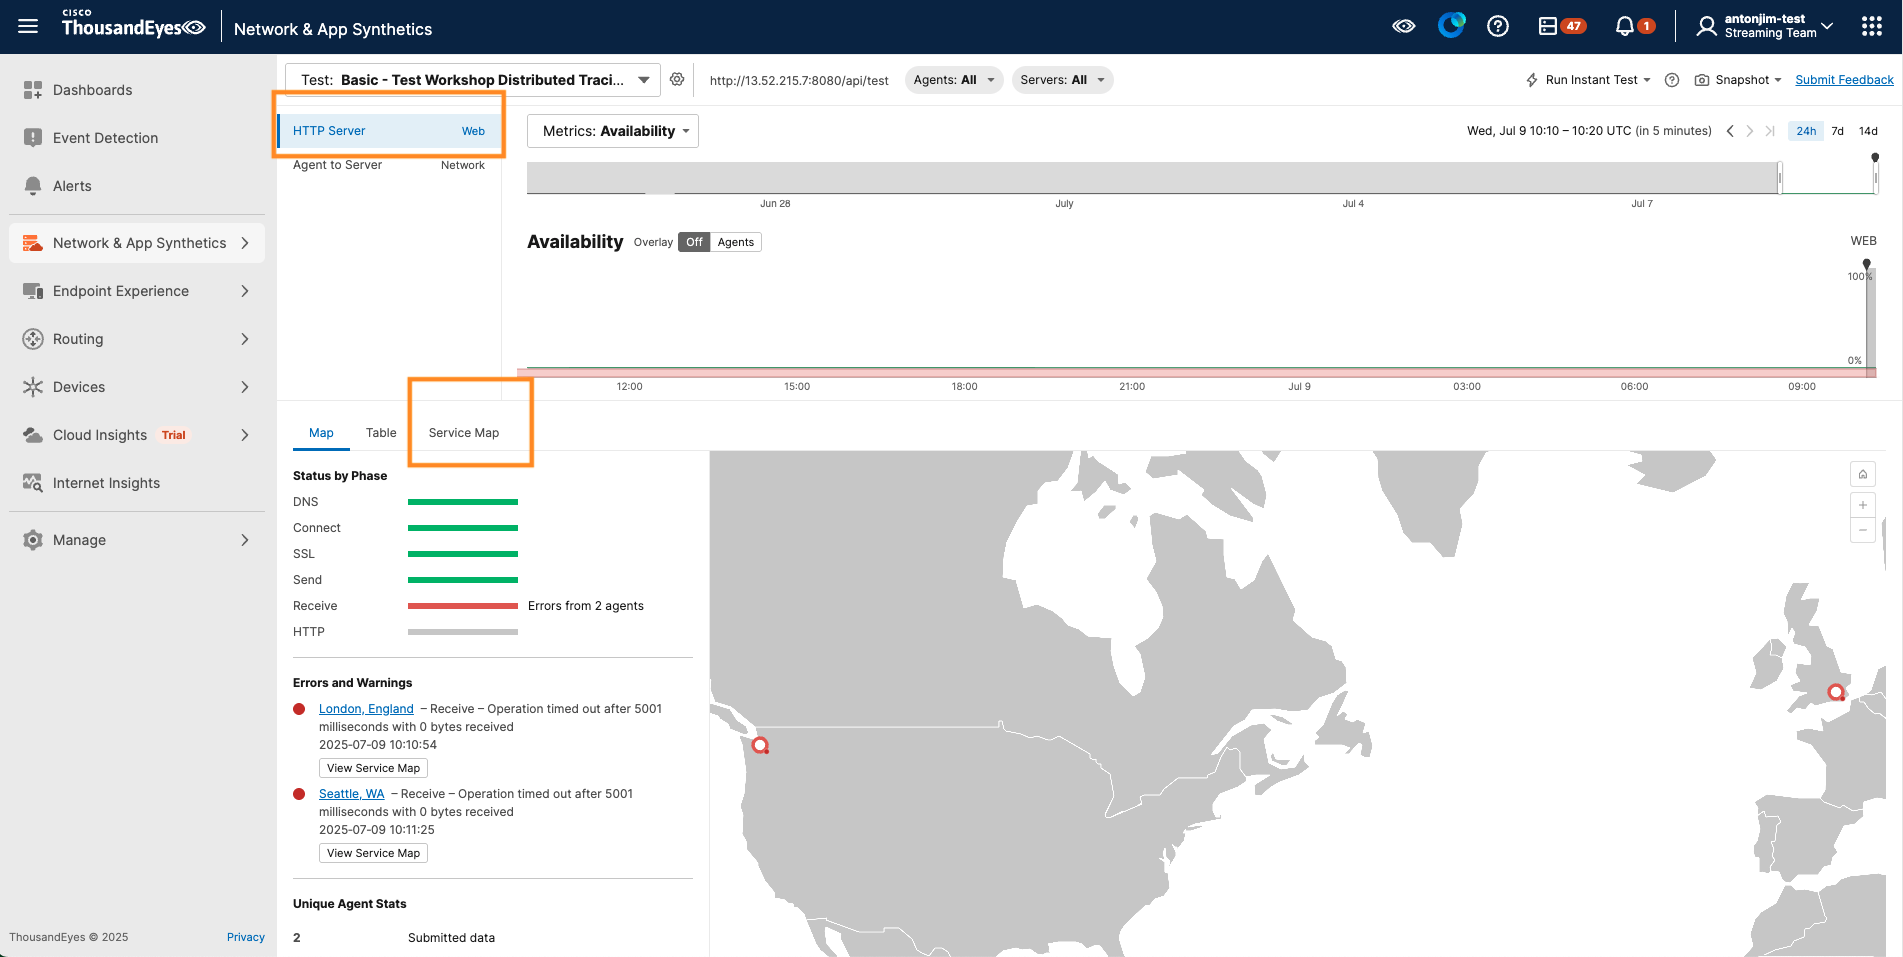 CISCO
ThousandEyes
Network & App Synthetics
47
1
antonjim-test
Streaming Team
Dashboards
Event Detection
Alerts
Network & App Synthetics
Endpoint Experience
Routing
Devices
Cloud Insights Trial
Internet Insights
Manage
ThousandEyes © 2025 Privacy
Test: Basic - Test Workshop Distributed Traci...
http://13.52.215.7:8080/api/test
Agents: All
Servers: All
Run Instant Test
Snapshot
Submit Feedback
HTTP Server Web
Agent to Server Network
Metrics: Availability
Wed, Jul 9 10:10 – 10:20 UTC (in 5 minutes)
24h 7d 14d
Jun 28 July Jul 4 Jul 7
Availability Overlay Off Agents
WEB
100%
0%
12:00 15:00 18:00 21:00 Jul 9 03:00 06:00 09:00
Map Table Service Map
Status by Phase
DNS
Connect
SSL
Send
Receive Errors from 2 agents
HTTP
Errors and Warnings
London, England – Receive – Operation timed out after 5001
milliseconds with 0 bytes received
2025-07-09 10:10:54
View Service Map
Seattle, WA – Receive – Operation timed out after 5001
milliseconds with 0 bytes received
2025-07-09 10:11:25
View Service Map
Unique Agent Stats
2 Submitted data